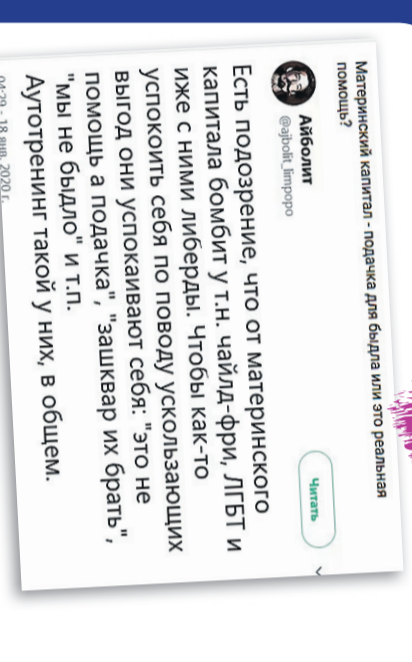 Материнский капитал - подачка для быдла или это реальная
помощь?
Айболит
@ajbolit_limpopo
Читать
Есть подозрение, что от материнского
капитала бомбит у т.н. чайлд-фри, ЛГБТ и
иже с ними либерды. Чтобы как-то
успокоить себя по поводу ускользающих
выгод они успокаивают себя: "это не
помощь а подачка", "зашквар их брать",
"мы не быдло" и т.п.
Аутотренинг такой у них, в общем.
04:29 - 18 янв. 2020 г.